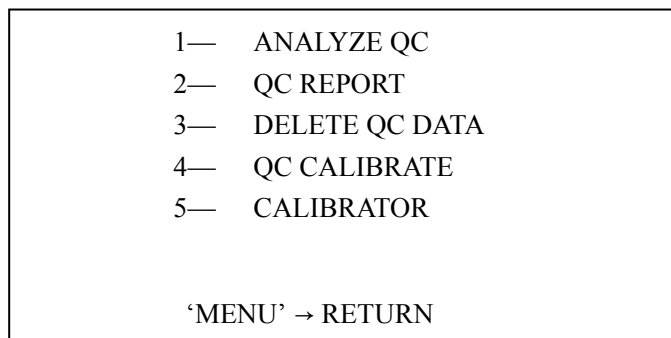 1— ANALYZE QC
2— QC REPORT
3— DELETE QC DATA
4— QC CALIBRATE
5— CALIBRATOR
‘MENU’ → RETURN